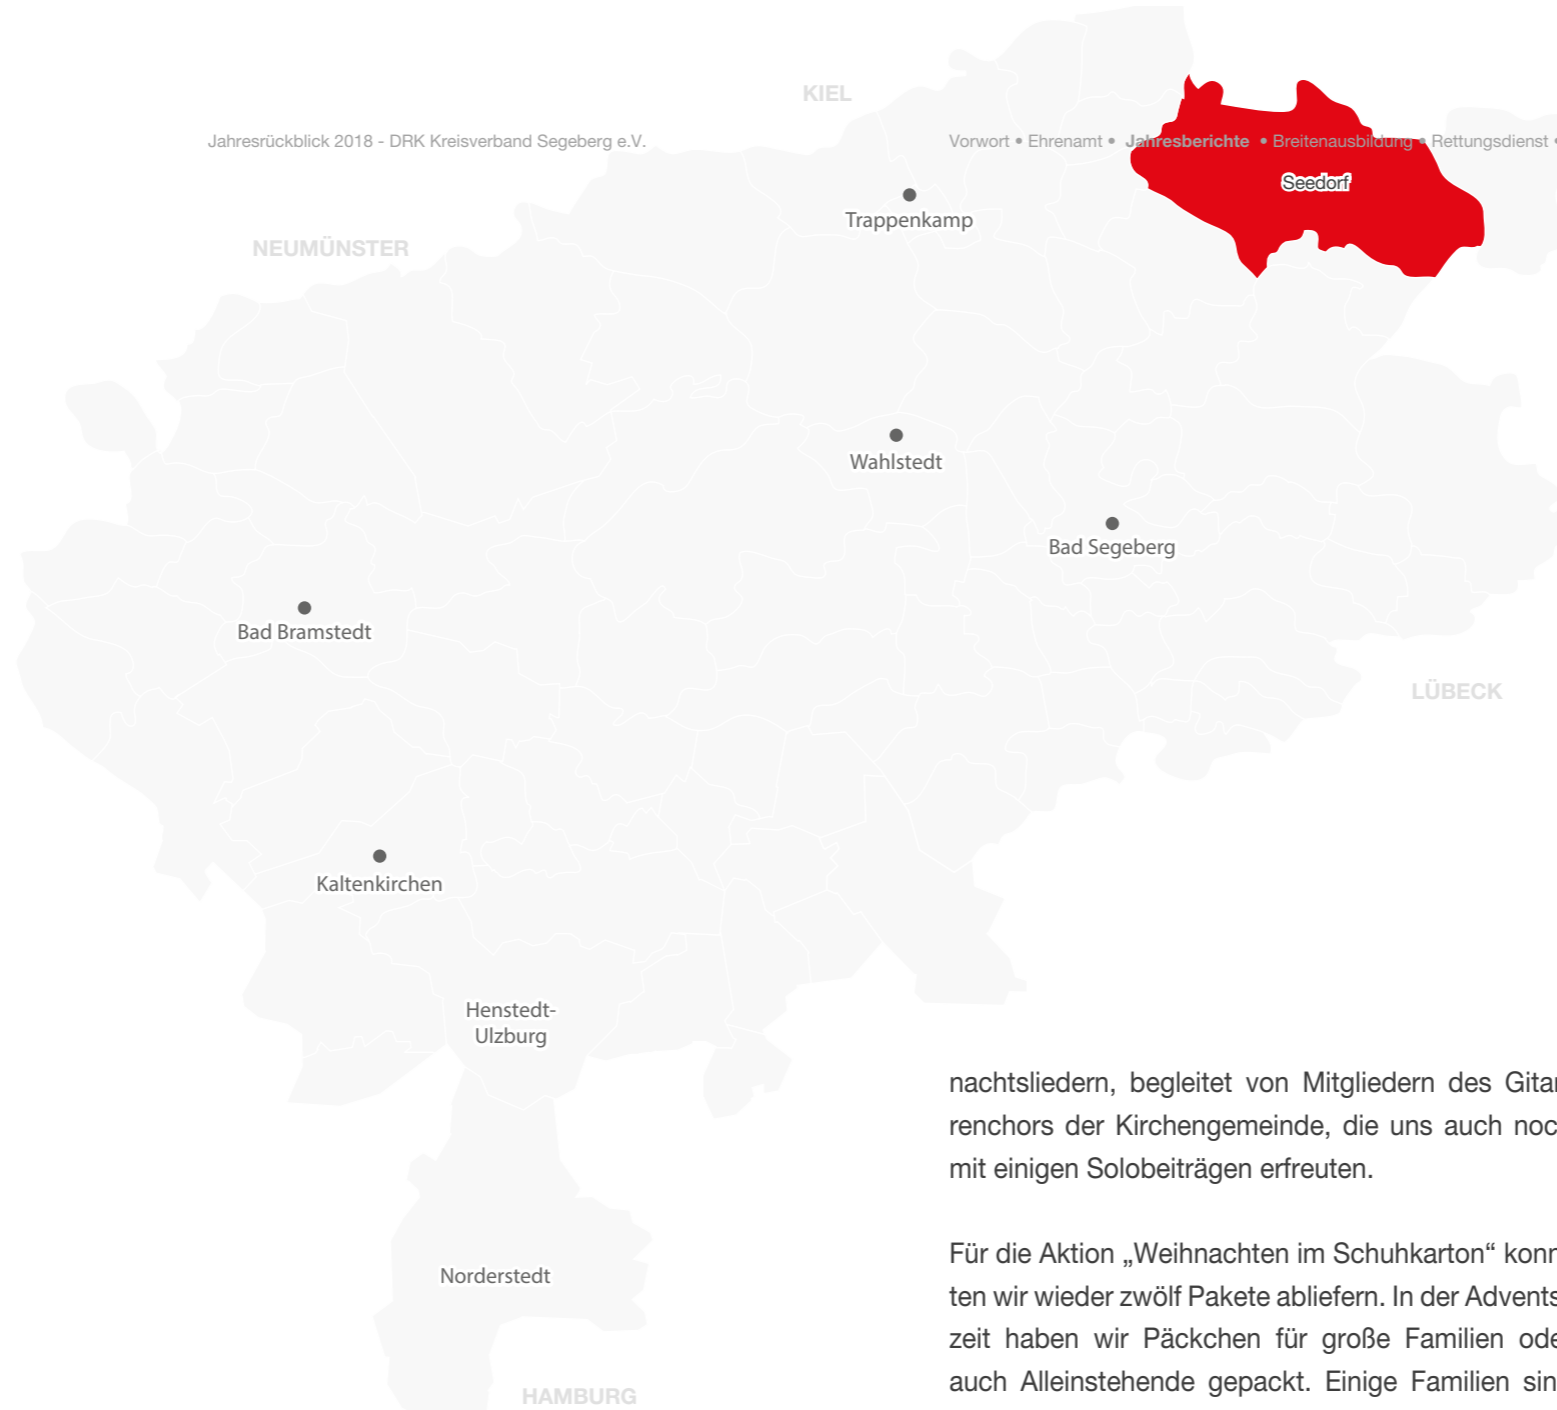 KIEL
Jahresrückblick 2018 - DRK Kreisverband Segeberg e.V.
Vorwort • Ehrenamt • Jahresberichte • Breitenausbildung • Rettungsdienst •
Seedorf
Trappenkamp
NEUMÜNSTER
Wahlstedt
Bad Segeberg
Bad Bramstedt
LÜBECK
Kaltenkirchen
Henstedt-
Ulzburg
Norderstedt
HAMBURG
nachtsliedern, begleitet von Mitgliedern des Gitar
renchors der Kirchengemeinde, die uns auch noc
mit einigen Solobeiträgen erfreuten.
Für die Aktion „Weihnachten im Schuhkarton“ konn
ten wir wieder zwölf Pakete abliefern. In der Advents
zeit haben wir Päckchen für große Familien ode
auch Alleinstehende gepackt. Einige Familien sin